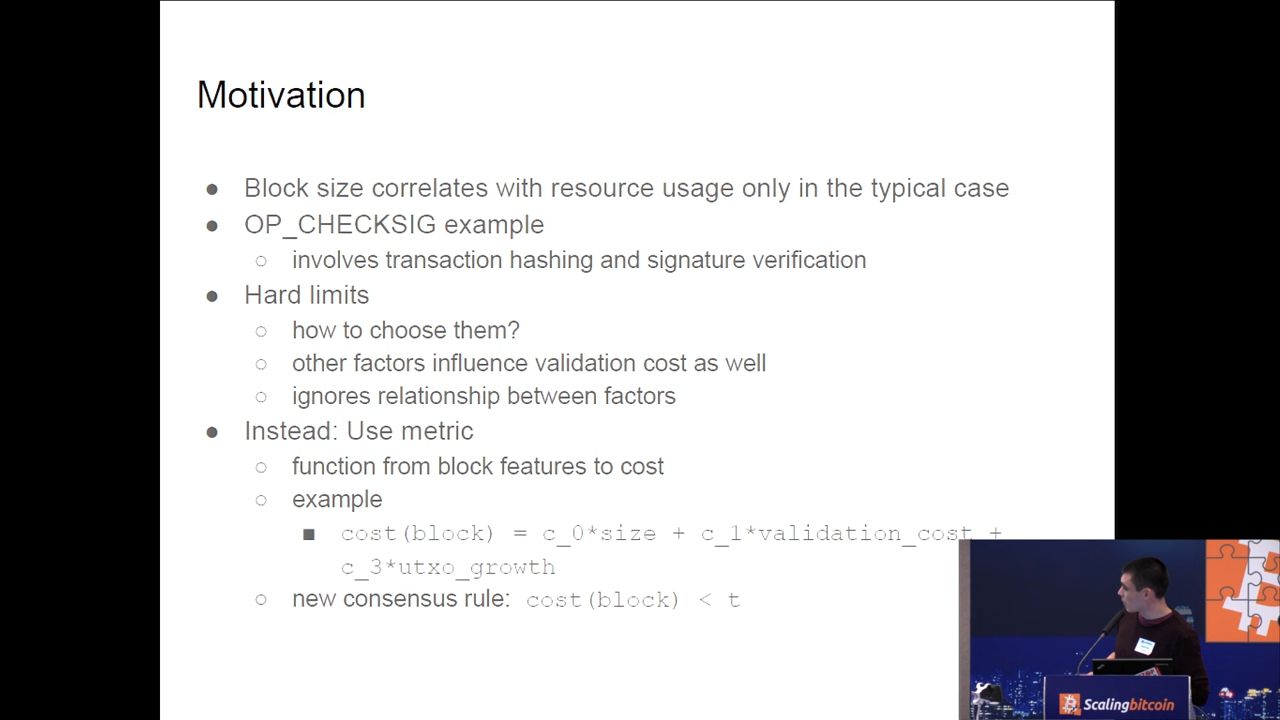 Motivation
● Block size correlates with resource usage only in the typical case
● OP_CHECKSIG example
○ involves transaction hashing and signature verification
● Hard limits
○ how to choose them?
○ other factors influence validation cost as well
○ ignores relationship between factors
● Instead: Use metric
○ function from block features to cost
○ example
■ cost(block) = c_0*size + c_1*validation_cost +
c_3*utxo_growth
○ new consensus rule: cost(block) < t
Scalingbitcoin